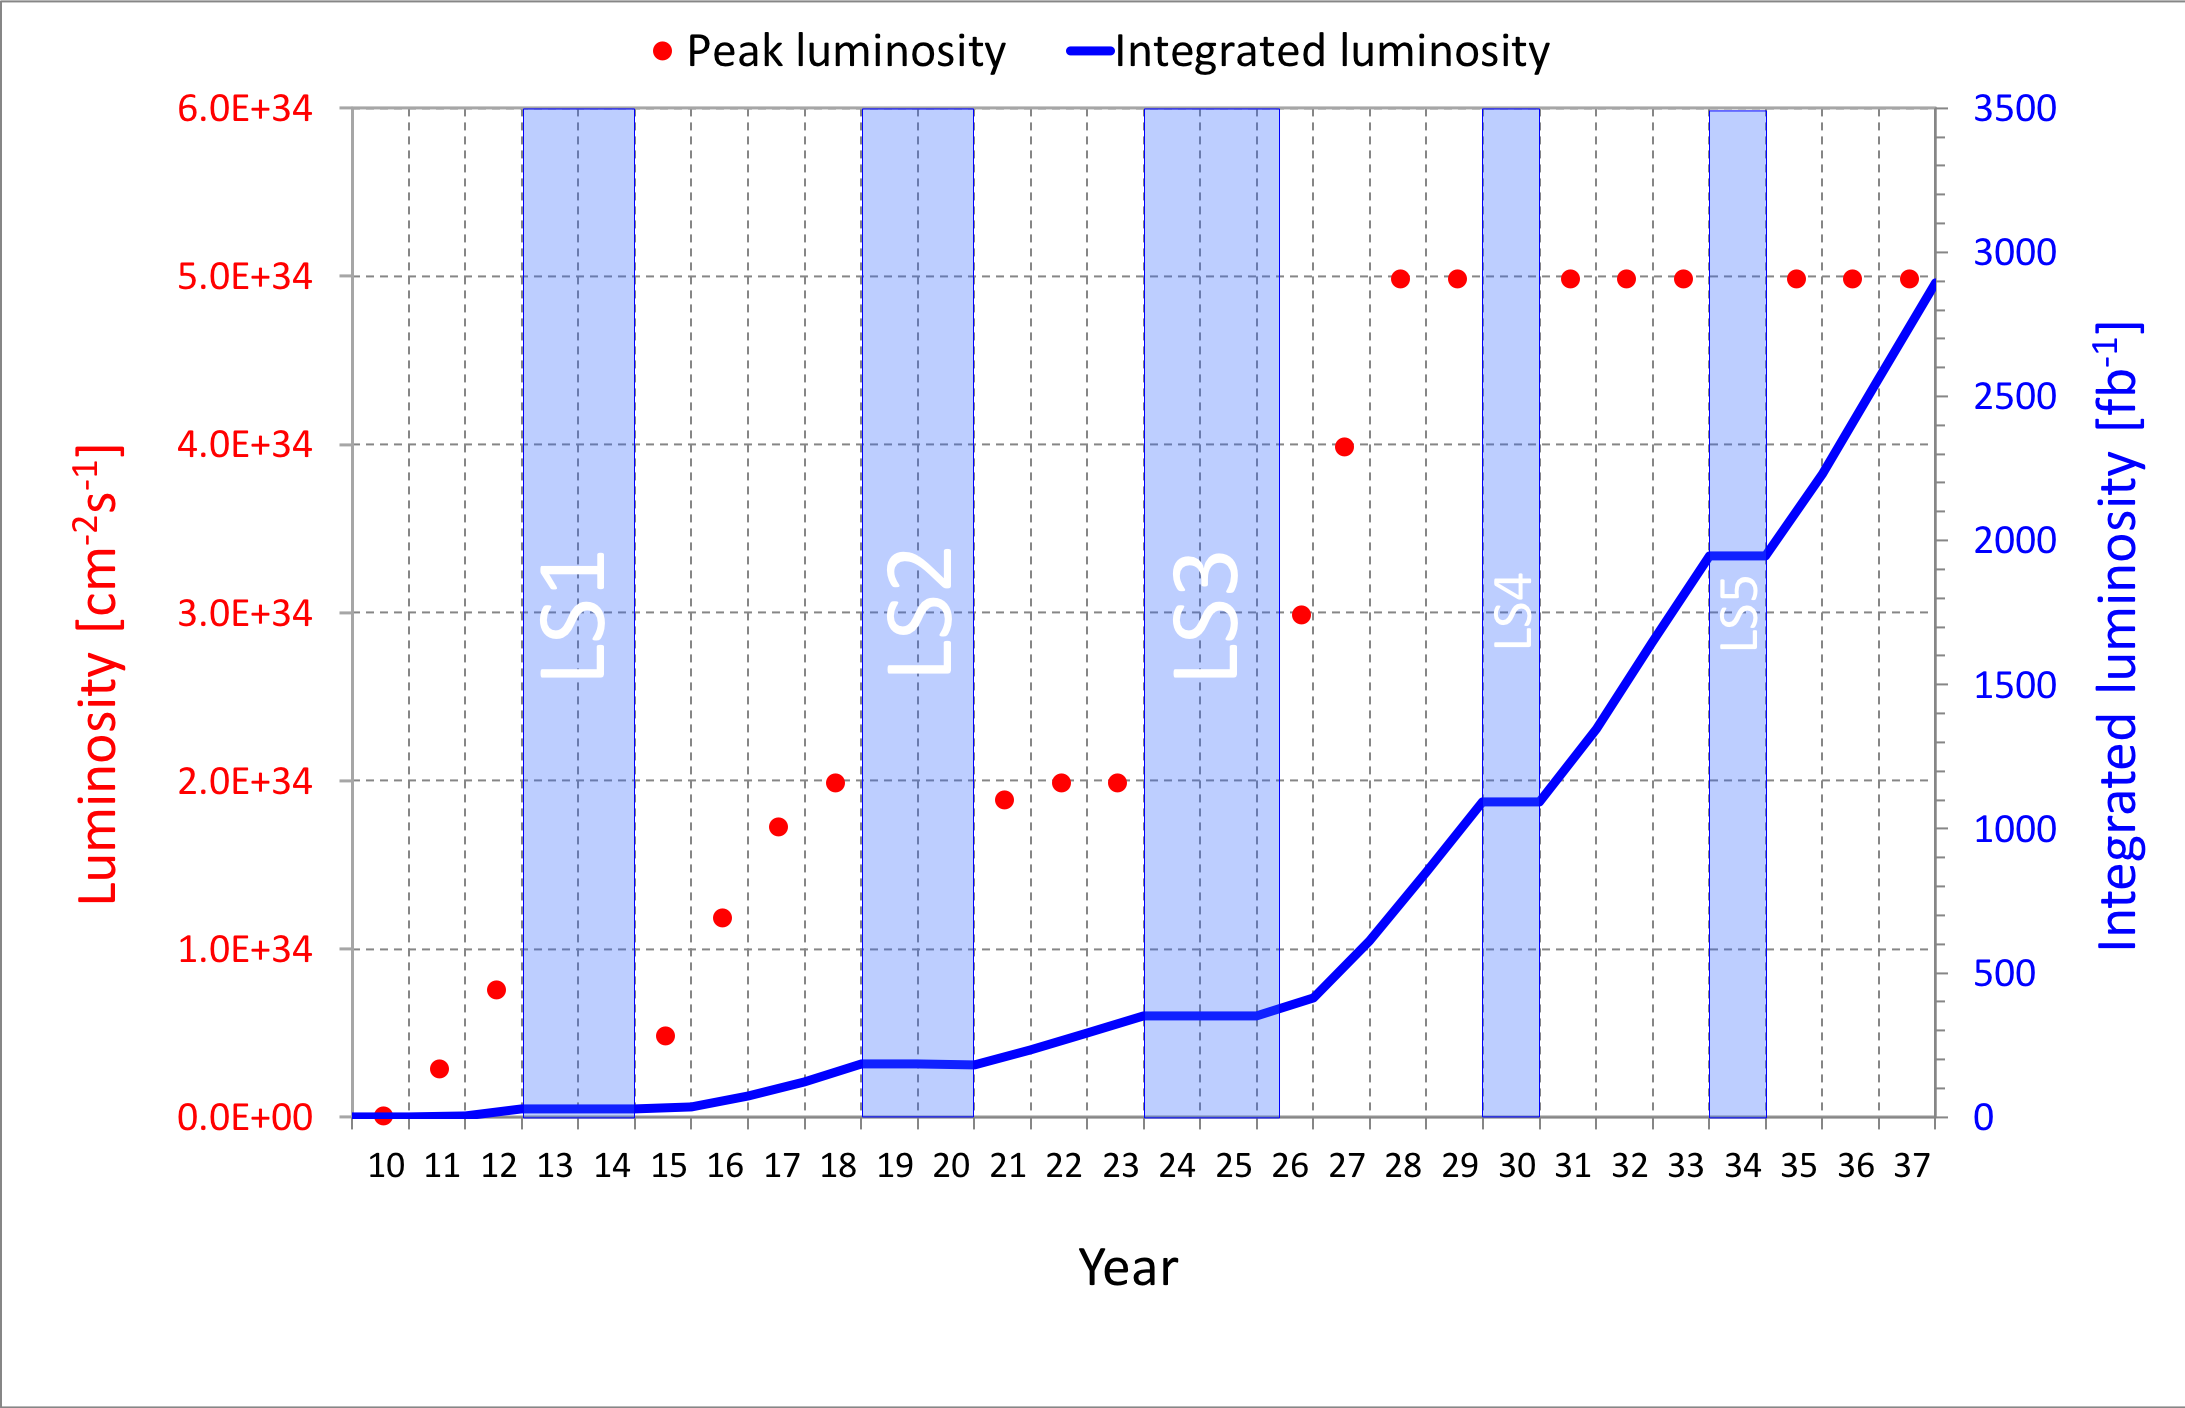 Peak luminosity
Integrated luminosity
6.0E+34
5.0E+34
4.0E+34
3.0E+34
2.0E+34
1.0E+34
0.0E+00
Luminosity [cm⁻²s⁻¹]
LS1
LS2
LS3
LS4
LS5
3500
3000
2500
2000
1500
1000
500
0
Integrated luminosity [fb⁻¹]
10 11 12 13 14 15 16 17 18 19 20 21 22 23 24 25 26 27 28 29 30 31 32 33 34 35 36 37
Year